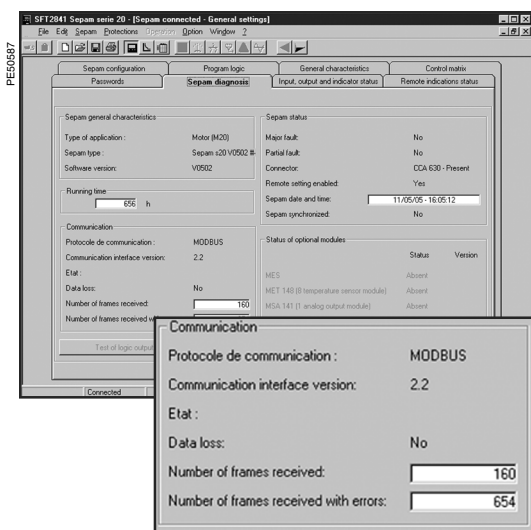 PE50587
SFT2841 Sepam serie 20 - [Sepam connected - General settings]
File Edit Sepam Protections Operation Option Window ?
Sepam configuration Program logic General characteristics Control matrix
Passwords Sepam diagnosis Input, output and indicator status Remote indications status
Sepam general characteristics
Type of application : Motor (M20)
Sepam type : Sepam s20 V0502 #-
Software version: V0502
Running time
656 h
Communication
Protocole de communication : MODBUS
Communication interface version: 2.2
Etat :
Data loss: No
Number of frames received: 160
Number of frames received w
Test of logic output
Sepam status
Major fault: No
Partial fault: No
Connector: CCA 630 - Present
Remote setting enabled: Yes
Sepam date and time: 11/05/05 - 16:05:12
Sepam synchronized: No
Status of optional modules
Status Version
MES Absent
MET 148 (8 temperature sensor module) Absent
MSA 141 (1 analog output module) Absent
Connected
Communication
Protocole de communication : MODBUS
Communication interface version: 2.2
Etat :
Data loss: No
Number of frames received: 160
Number of frames received with errors: 654